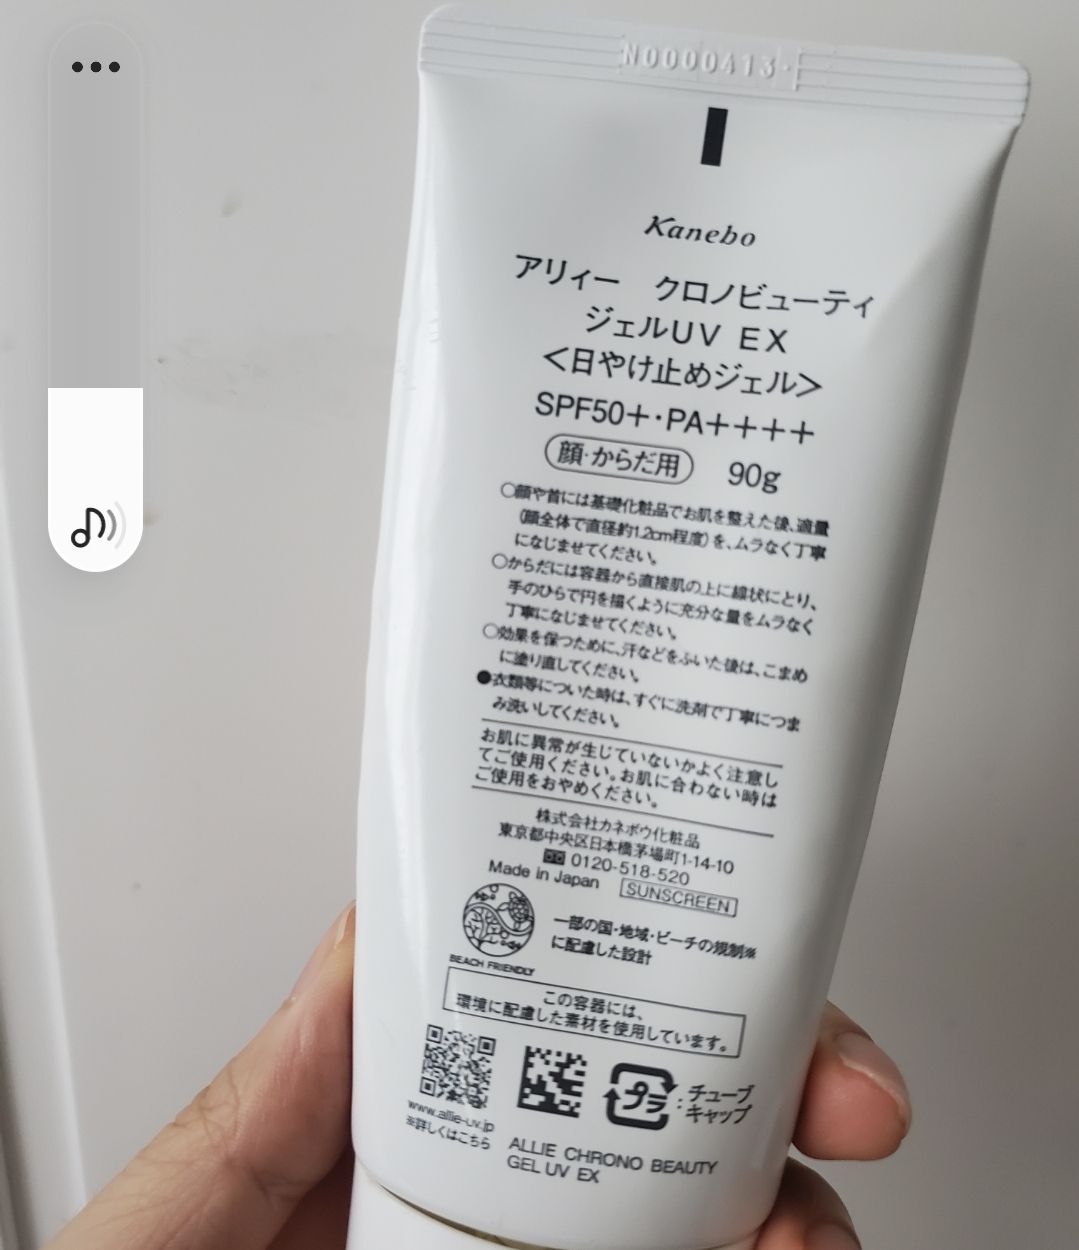 N0000413
Kanebo
アリィー クロノビューティ
ジェルUV EX
<日やけ止めジェル>
SPF50+・PA++++
顔・からだ用 90g
○顔や首には基礎化粧品でお肌を整えた後、適量
(顔全体で直径約1.2cm程度)を、ムラなく丁寧
になじませてください。
○からだには容器から直接肌の上に線状にとり、
手のひらで円を描くように充分な量をムラなく
丁寧になじませてください。
○効果を保つために、汗などをふいた後は、こまめ
に塗り直してください。
●衣類等についた時は、すぐに洗剤で丁寧につま
み洗いしてください。
お肌に異常が生じていないかよく注意し
てご使用ください。お肌に合わない時は
ご使用をおやめください。
株式会社カネボウ化粧品
東京都中央区日本橋茅場町1-14-10
0120-518-520
Made in Japan SUNSCREEN
一部の国・地域・ビーチの規制※
に配慮した設計
BEACH FRIENDLY
この容器には、
環境に配慮した素材を使用しています。
プラ:チューブ
キャップ
www.allie-uv.jp
※詳しくはこちら
ALLIE CHRONO BEAUTY
GEL UV EX